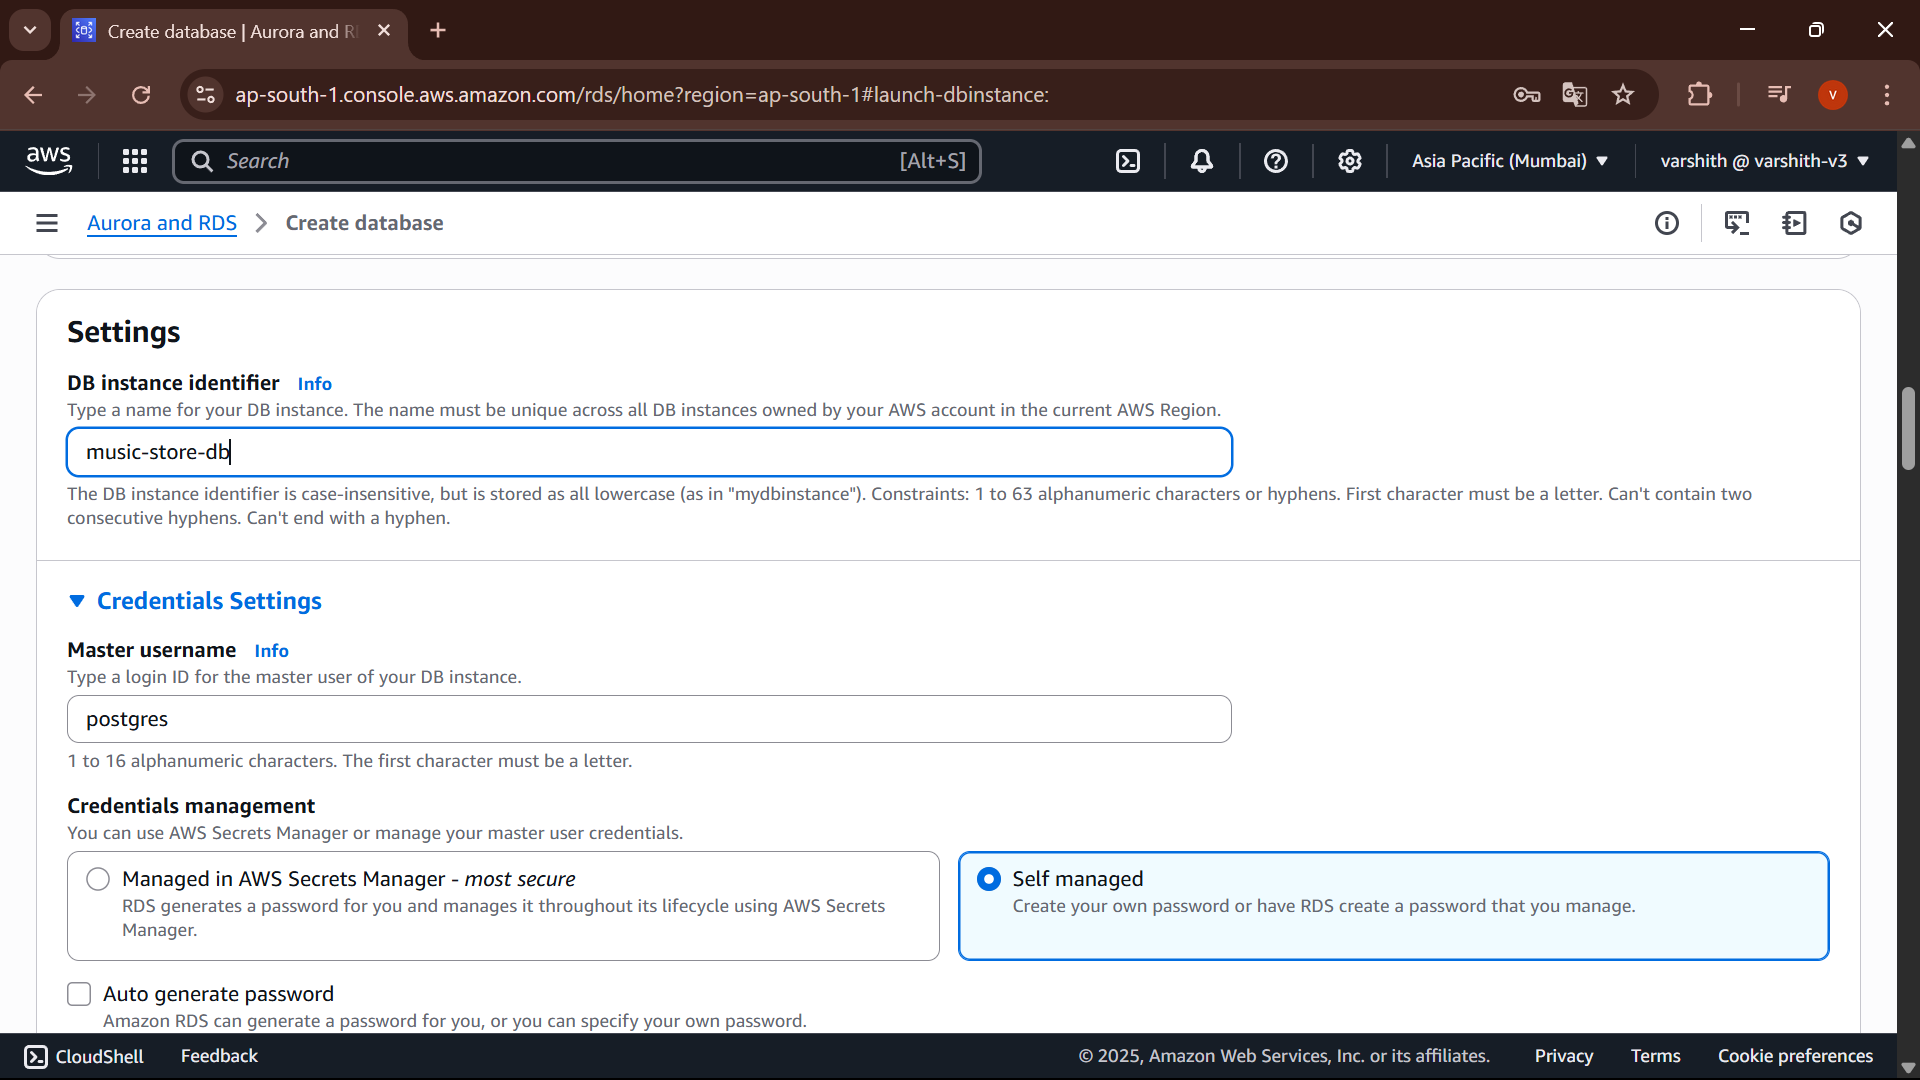 Create database | Aurora and R
ap-south-1.console.aws.amazon.com/rds/home?region=ap-south-1#launch-dbinstance:
V
aws
Search
[Alt+S]
Asia Pacific (Mumbai)
varshith @ varshith-v3
Aurora and RDS
Create database
Settings
DB instance identifier Info
Type a name for your DB instance. The name must be unique across all DB instances owned by your AWS account in the current AWS Region.
music-store-db
The DB instance identifier is case-insensitive, but is stored as all lowercase (as in "mydbinstance"). Constraints: 1 to 63 alphanumeric characters or hyphens. First character must be a letter. Can't contain two
consecutive hyphens. Can't end with a hyphen.
Credentials Settings
Master username Info
Type a login ID for the master user of your DB instance.
postgres
1 to 16 alphanumeric characters. The first character must be a letter.
Credentials management
You can use AWS Secrets Manager or manage your master user credentials.
Managed in AWS Secrets Manager - most secure
RDS generates a password for you and manages it throughout its lifecycle using AWS Secrets
Manager.
Self managed
Create your own password or have RDS create a password that you manage.
Auto generate password
Amazon RDS can generate a password for you, or you can specify your own password.
CloudShell
Feedback
© 2025, Amazon Web Services, Inc. or its affiliates.
Privacy
Terms
Cookie preferences